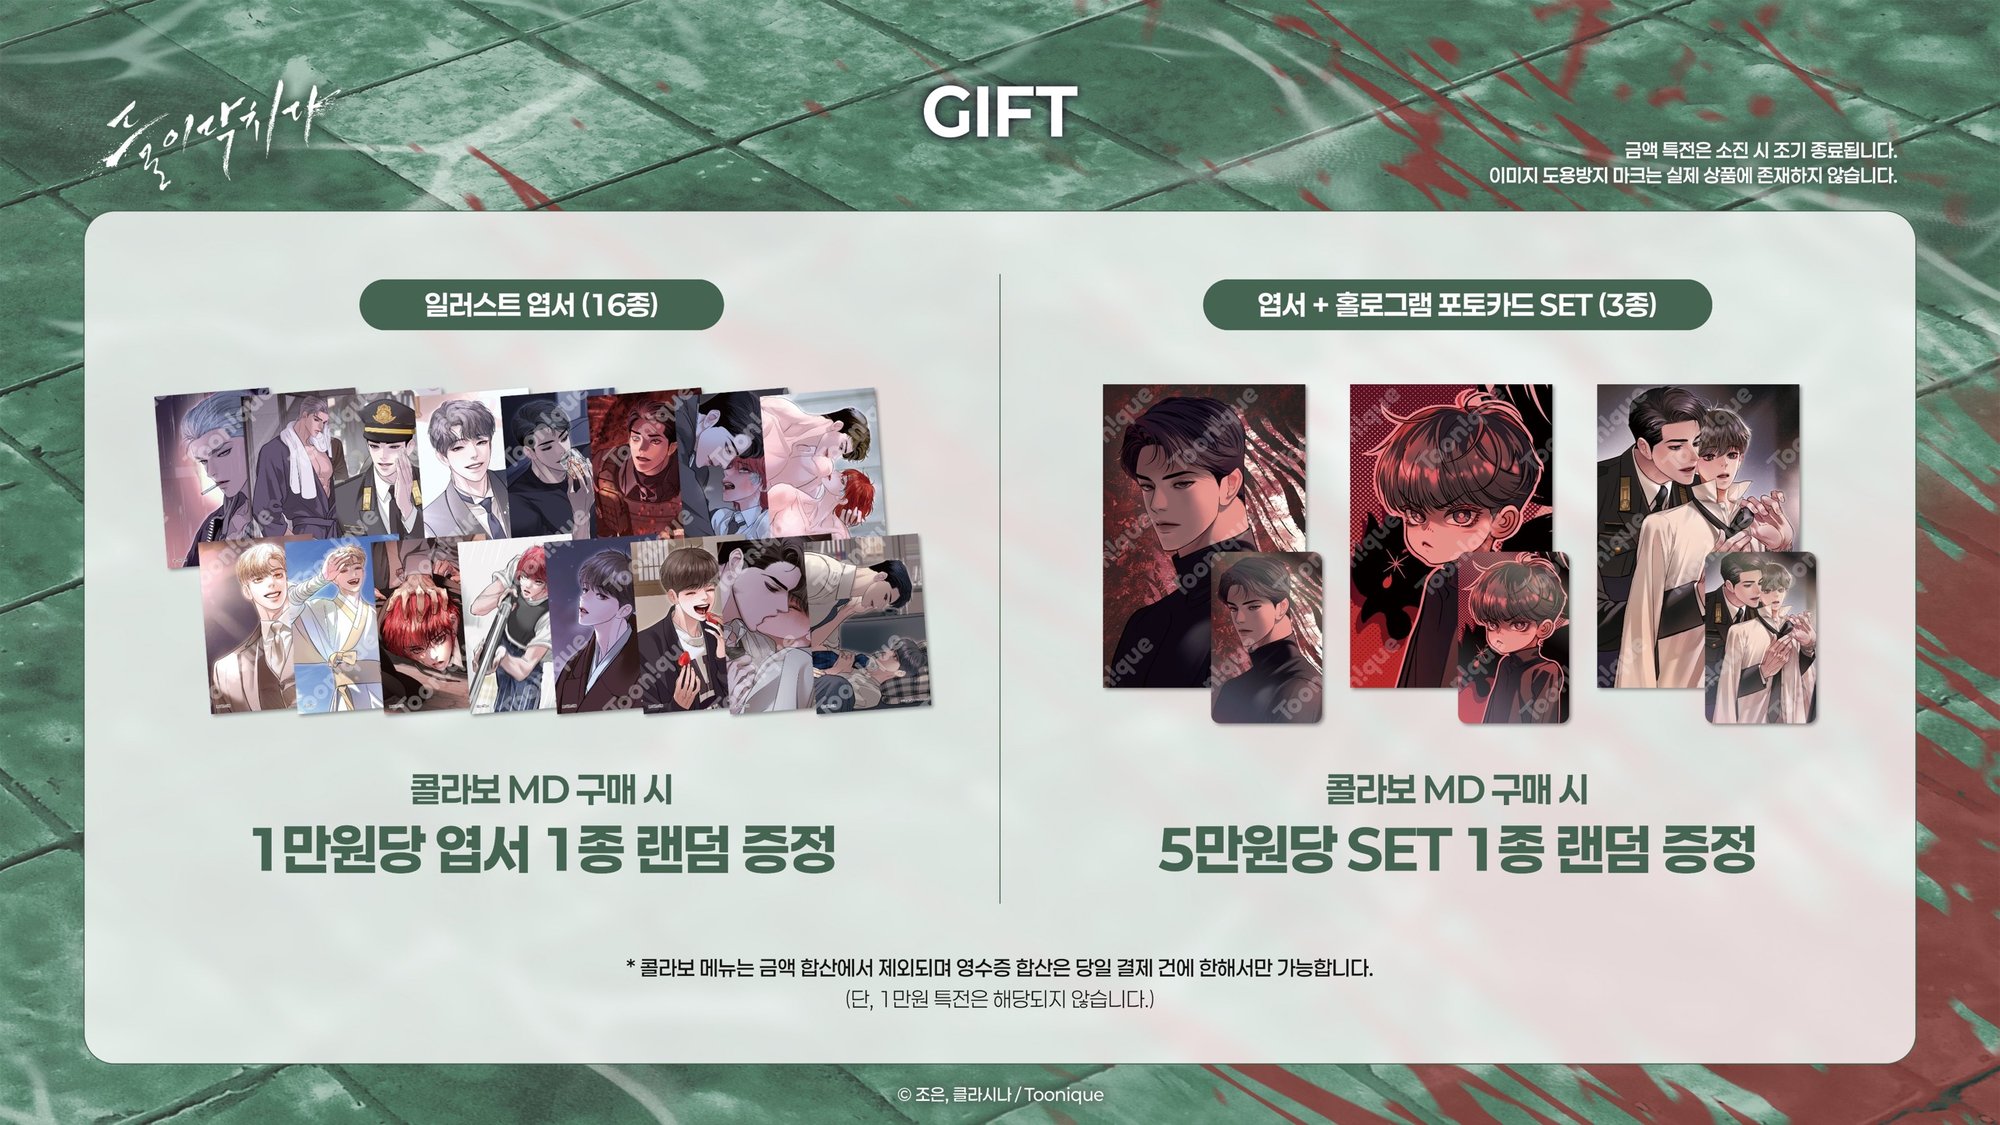 돌이닥치다
GIFT
금액 특전은 소진 시 조기 종료됩니다.
이미지 도용방지 마크는 실제 상품에 존재하지 않습니다.
일러스트 엽서 (16종)
콜라보 MD 구매 시
1만원당 엽서 1종 랜덤 증정
엽서 + 홀로그램 포토카드 SET (3종)
콜라보 MD 구매 시
5만원당 SET 1종 랜덤 증정
* 콜라보 메뉴는 금액 합산에서 제외되며 영수증 합산은 당일 결제 건에 한해서만 가능합니다.
(단, 1만원 특전은 해당되지 않습니다.)
© 조은, 클라시나 / Toonique